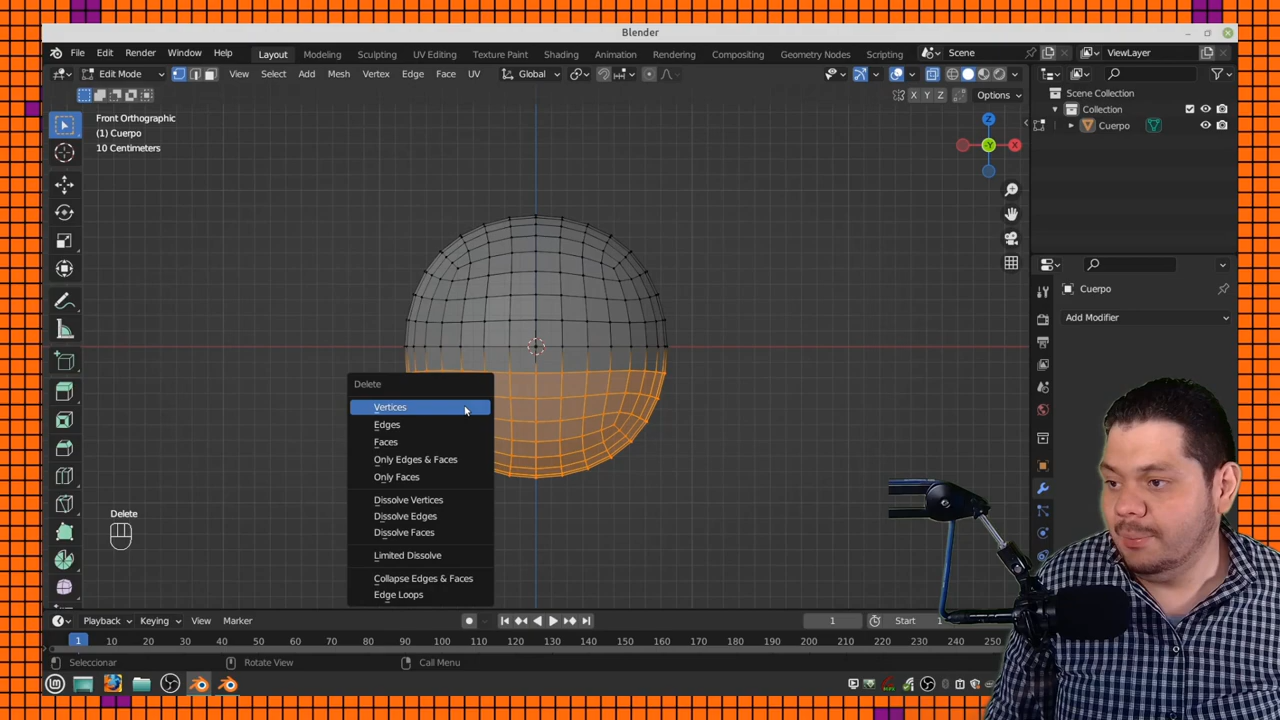 Blender
File Edit Render Window Help Layout Modeling Sculpting UV Editing Texture Paint Shading Animation Rendering Compositing Geometry Nodes Scripting Scene ViewLayer
Edit Mode View Select Add Mesh Vertex Edge Face UV Global
X Y Z Options
Scene Collection
Collection
Cuerpo
Front Orthographic
(1) Cuerpo
10 Centimeters
Z
-Y
X
Cuerpo
Add Modifier
Delete
Vertices
Edges
Faces
Only Edges & Faces
Only Faces
Dissolve Vertices
Dissolve Edges
Dissolve Faces
Limited Dissolve
Collapse Edges & Faces
Edge Loops
Delete
Playback Keying View Marker 1 Start 1
1 10 20 30 40 50 60 70 80 90 100 110 120 130 140 150 160 170 180 190 200 210 220 230 240 250
Seleccionar Rotate View Call Menu